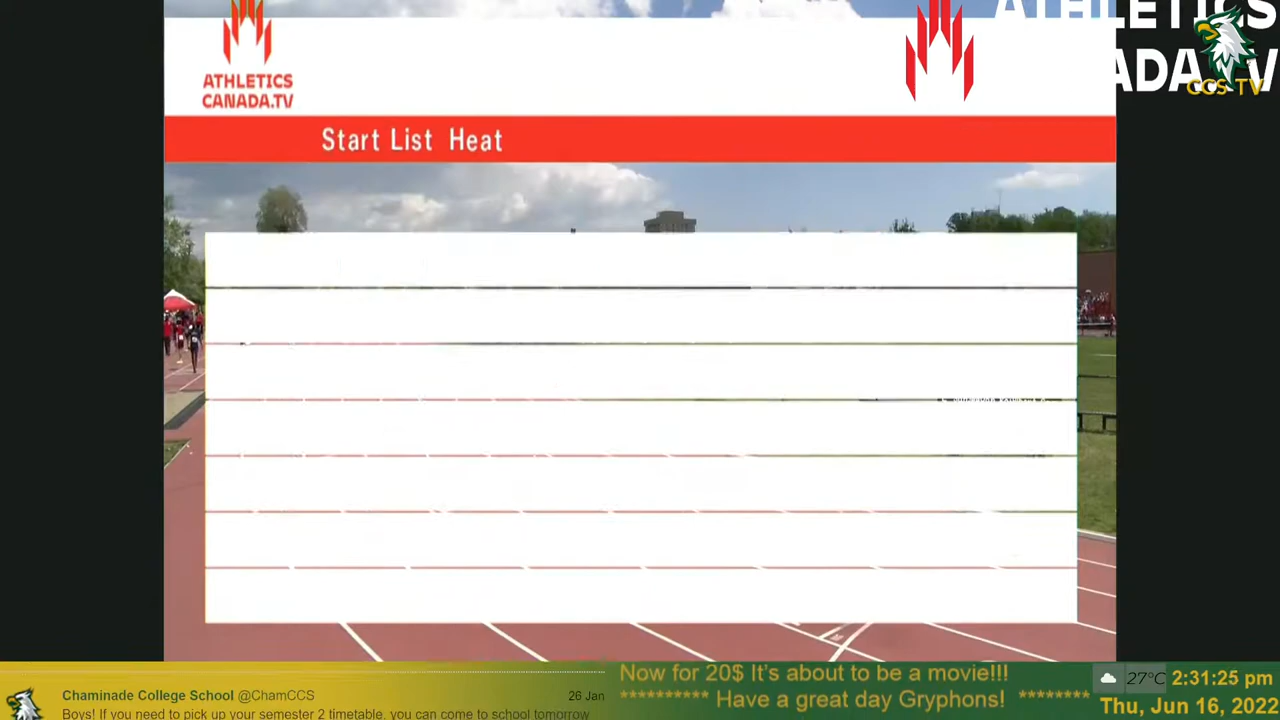 ATHLETICS
CANADA.TV
ATHLETICS
ADA.TV
CCS TV
Start List Heat
Chaminade College School @ChamCCS 26 Jan
Boys! If you need to pick up your semester 2 timetable, you can come to school tomorrow
Now for 20$ It's about to be a movie!!!
********** Have a great day Gryphons! ********
27°C 2:31:25 pm
Thu, Jun 16, 2022